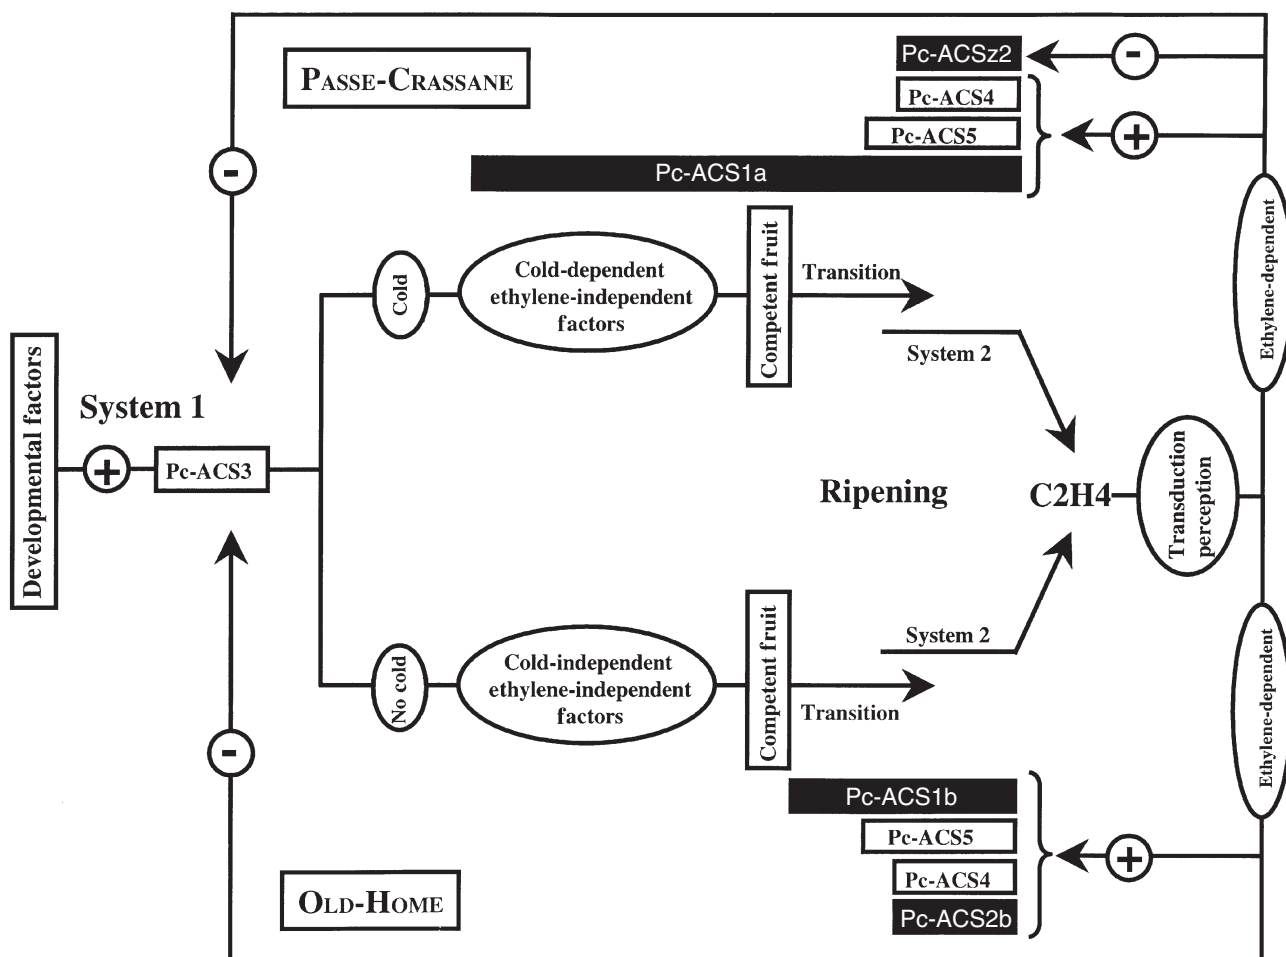 PASSE-CRASSANE
-
Pc-ACSz2
-
Pc-ACS4
Pc-ACS5
+
Pc-ACS1a
Cold
Cold-dependent
ethylene-independent
factors
Competent fruit
Transition
System 2
Ethylene-dependent
Developmental factors
System 1
+
Pc-ACS3
Ripening
C2H4
Transduction
perception
No cold
Cold-independent
ethylene-independent
factors
Competent fruit
System 2
Transition
Ethylene-dependent
-
Pc-ACS1b
Pc-ACS5
+
Pc-ACS4
Pc-ACS2b
OLD-HOME